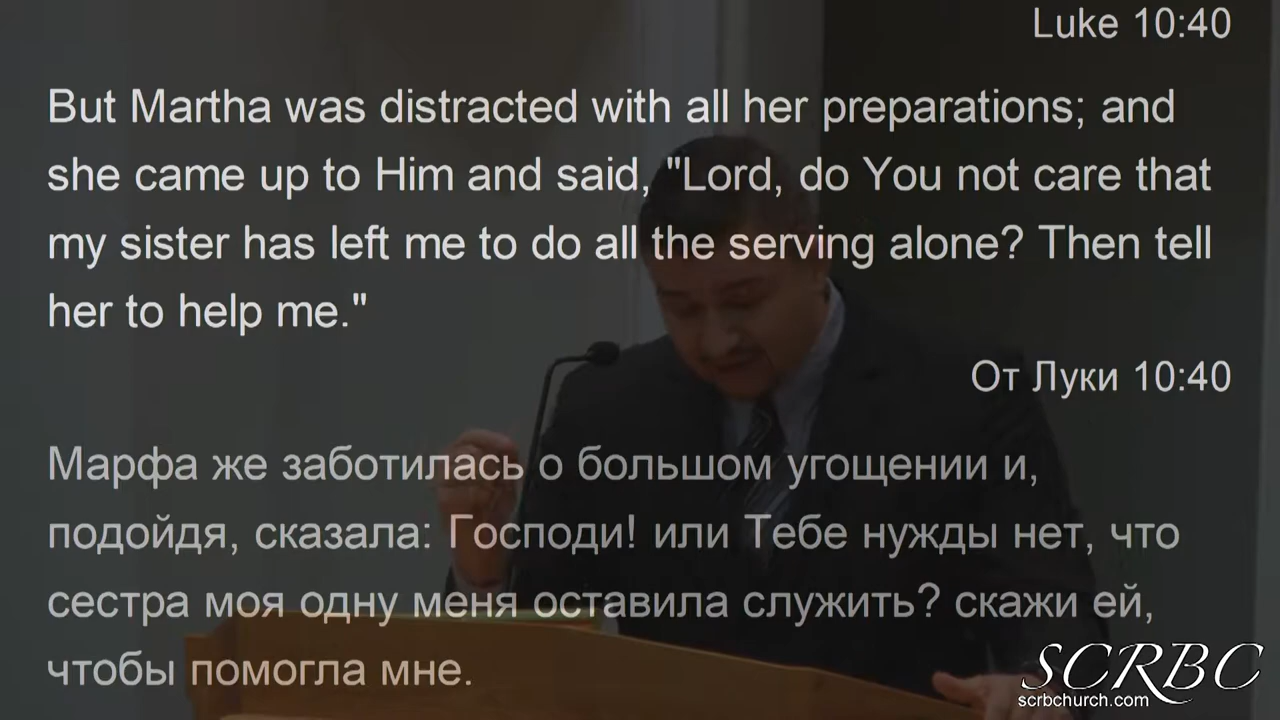 Luke 10:40
But Martha was distracted with all her preparations; and
she came up to Him and said, "Lord, do You not care that
my sister has left me to do all the serving alone? Then tell
her to help me."
От Луки 10:40
Марфа же заботилась о большом угощении и,
подойдя, сказала: Господи! или Тебе нужды нет, что
сестра моя одну меня оставила служить? скажи ей,
чтобы помогла мне.
SCRBC
scrbchurch.com